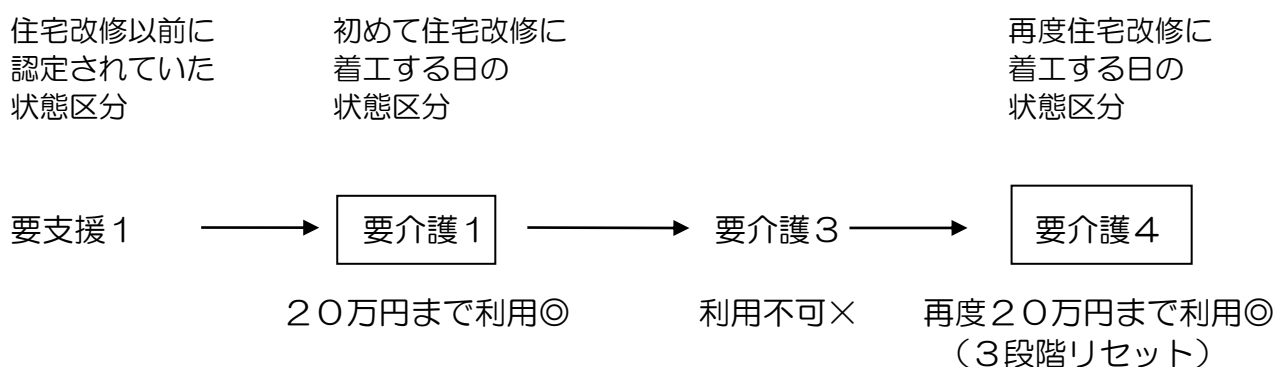 住宅改修以前に
認定されていた
状態区分
初めて住宅改修に
着工する日の
状態区分
再度住宅改修に
着工する日の
状態区分
要支援１
要介護１
要介護３
要介護４
２０万円まで利用◎
利用不可×
再度２０万円まで利用◎
（３段階リセット）